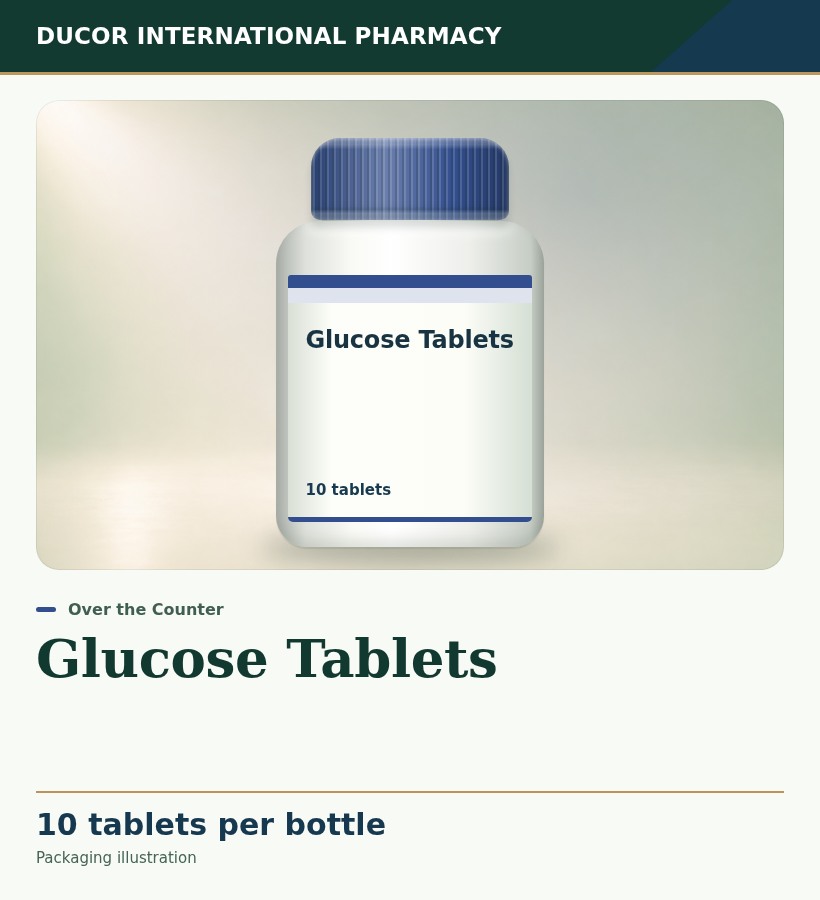 DUCOR INTERNATIONAL PHARMACY
Glucose Tablets
10 tablets
Over the Counter
Glucose Tablets
10 tablets per bottle
Packaging illustration